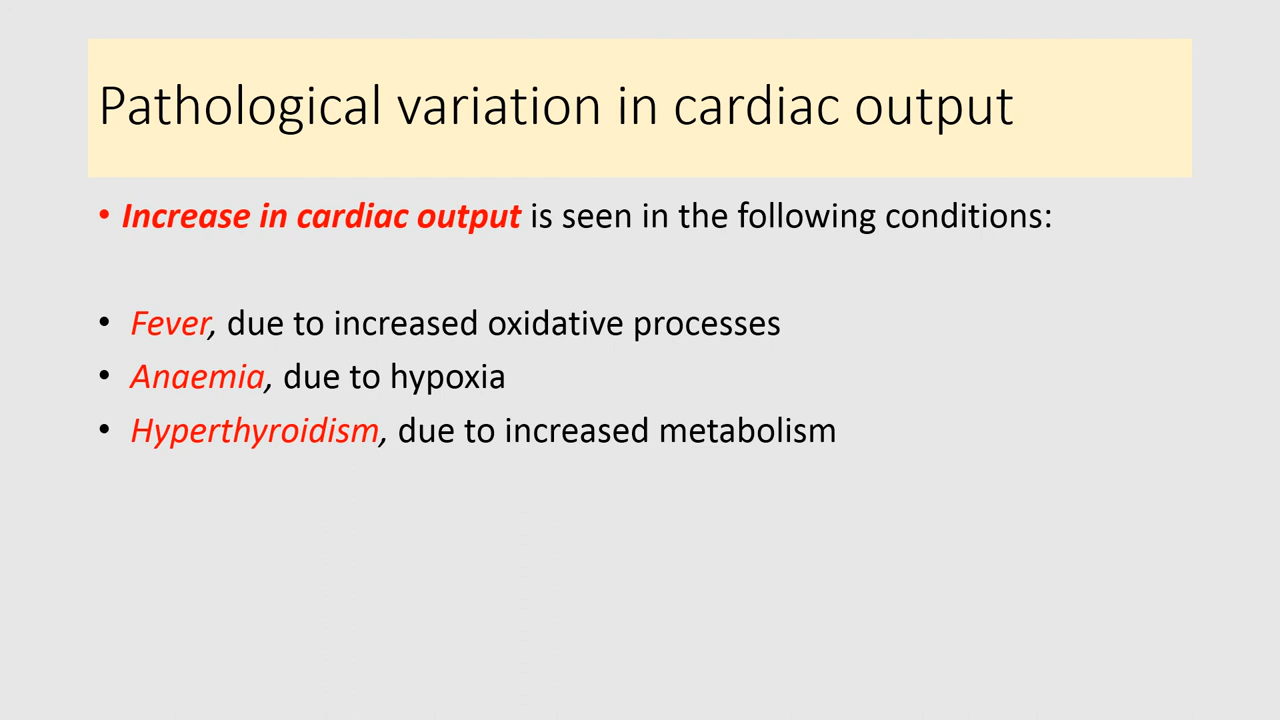 Pathological variation in cardiac output
• Increase in cardiac output is seen in the following conditions:
• Fever, due to increased oxidative processes
• Anaemia, due to hypoxia
• Hyperthyroidism, due to increased metabolism